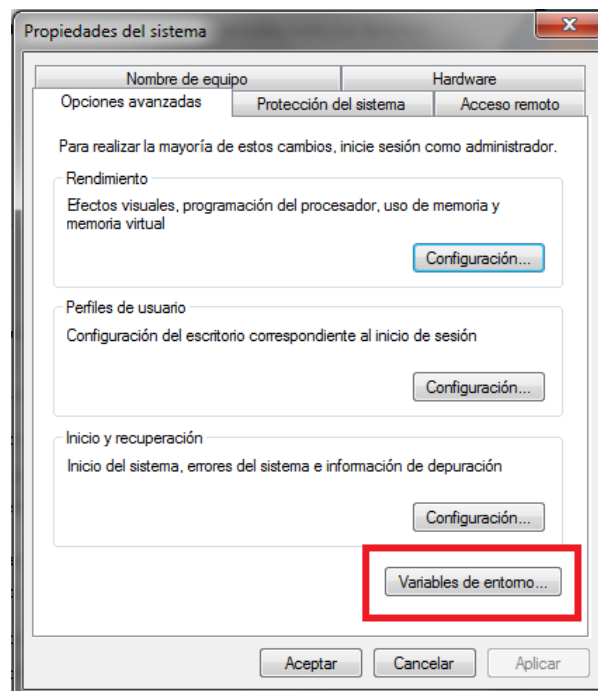 Propiedades del sistema
Nombre de equipo
Hardware
Opciones avanzadas
Protección del sistema
Acceso remoto
Para realizar la mayoría de estos cambios, inicie sesión como administrador.
Rendimiento
Efectos visuales, programación del procesador, uso de memoria y
memoria virtual
Configuración...
Perfiles de usuario
Configuración del escritorio correspondiente al inicio de sesión
Configuración...
Inicio y recuperación
Inicio del sistema, errores del sistema e información de depuración
Configuración...
Variables de entorno...
Aceptar
Cancelar
Aplicar